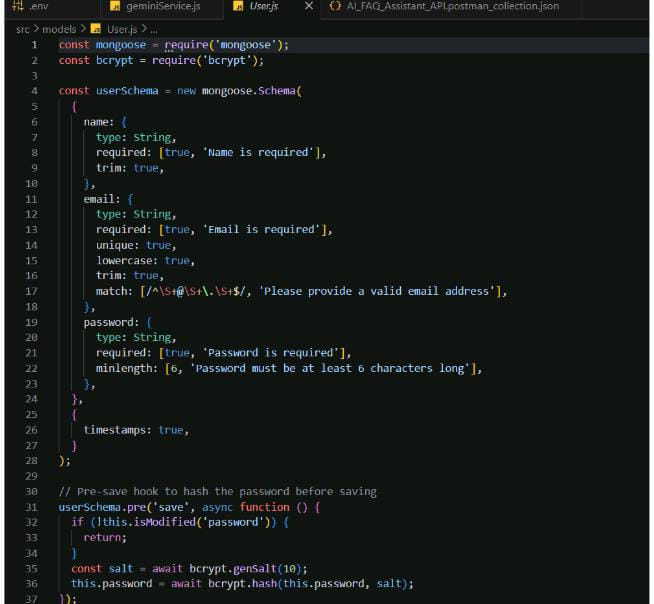 .env JS geminiService.js JS User.js × {} AI_FAQ_Assistant_API.postman_collection.json
src > models > JS User.js > ...
1 const mongoose = require('mongoose');
2 const bcrypt = require('bcrypt');
3
4 const userSchema = new mongoose.Schema(
5 {
6 name: {
7 type: String,
8 required: [true, 'Name is required'],
9 trim: true,
10 },
11 email: {
12 type: String,
13 required: [true, 'Email is required'],
14 unique: true,
15 lowercase: true,
16 trim: true,
17 match: [/^\S+@\S+\.\S+$/, 'Please provide a valid email address'],
18 },
19 password: {
20 type: String,
21 required: [true, 'Password is required'],
22 minlength: [6, 'Password must be at least 6 characters long'],
23 },
24 },
25 {
26 timestamps: true,
27 }
28 );
29
30 // Pre-save hook to hash the password before saving
31 userSchema.pre('save', async function () {
32 if (!this.isModified('password')) {
33 return;
34 }
35 const salt = await bcrypt.genSalt(10);
36 this.password = await bcrypt.hash(this.password, salt);
37 });